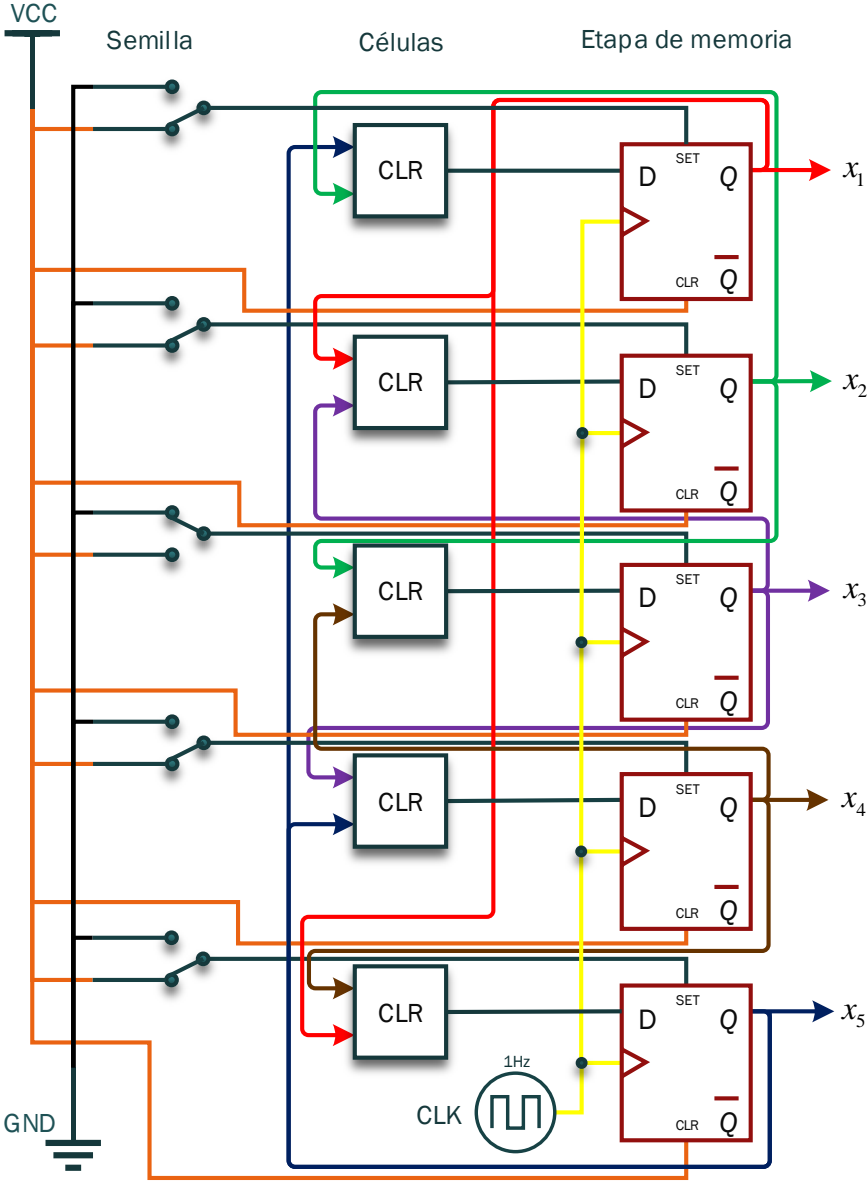 VCC
Semilla
Células
Etapa de memoria
CLR
D
SET
Q
CLR
Q
x1
CLR
D
SET
Q
CLR
Q
x2
CLR
D
SET
Q
CLR
Q
x3
CLR
D
SET
Q
CLR
Q
x4
CLR
D
SET
Q
CLR
Q
x5
1Hz
CLK
GND